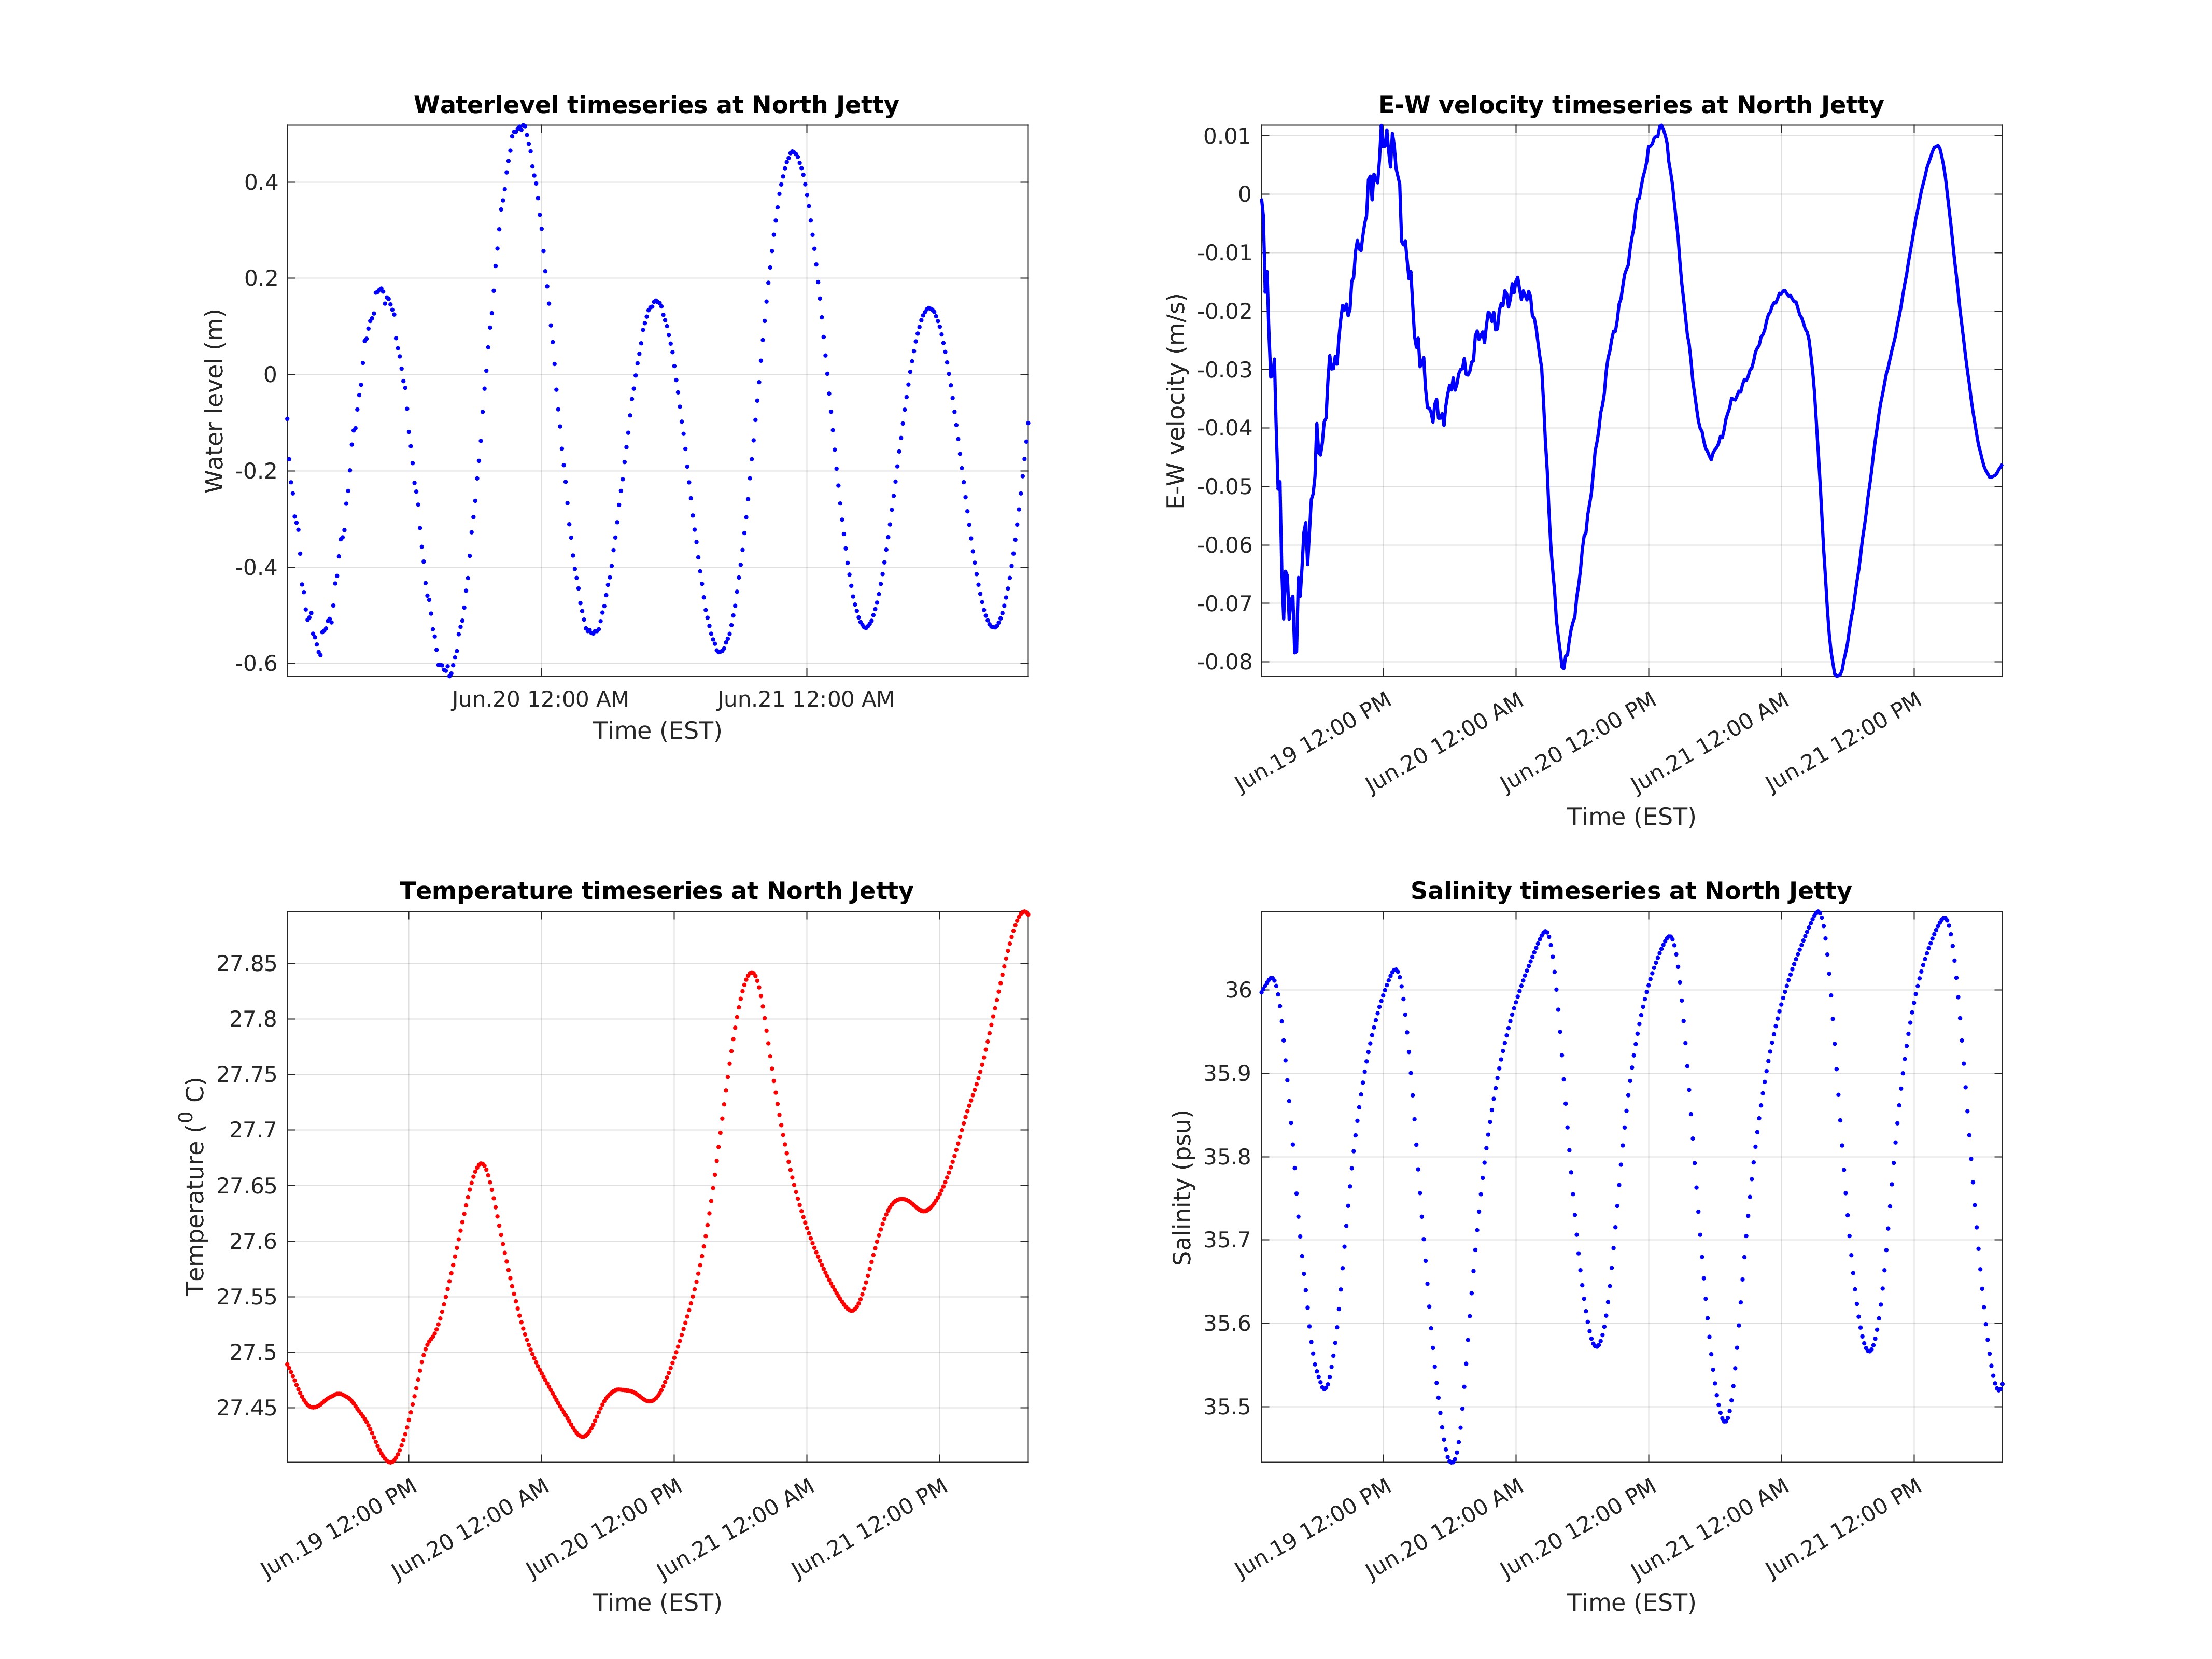 Waterlevel timeseries at North Jetty
0.4
0.2
0
-0.2
-0.4
-0.6
Water level (m)
Jun.20 12:00 AM
Jun.21 12:00 AM
Time (EST)
E-W velocity timeseries at North Jetty
0.01
0
-0.01
-0.02
-0.03
-0.04
-0.05
-0.06
-0.07
-0.08
E-W velocity (m/s)
Jun.19 12:00 PM
Jun.20 12:00 AM
Jun.20 12:00 PM
Jun.21 12:00 AM
Jun.21 12:00 PM
Time (EST)
Temperature timeseries at North Jetty
27.85
27.8
27.75
27.7
27.65
27.6
27.55
27.5
27.45
Temperature (⁰ C)
Jun.19 12:00 PM
Jun.20 12:00 AM
Jun.20 12:00 PM
Jun.21 12:00 AM
Jun.21 12:00 PM
Time (EST)
Salinity timeseries at North Jetty
36
35.9
35.8
35.7
35.6
35.5
Salinity (psu)
Jun.19 12:00 PM
Jun.20 12:00 AM
Jun.20 12:00 PM
Jun.21 12:00 AM
Jun.21 12:00 PM
Time (EST)